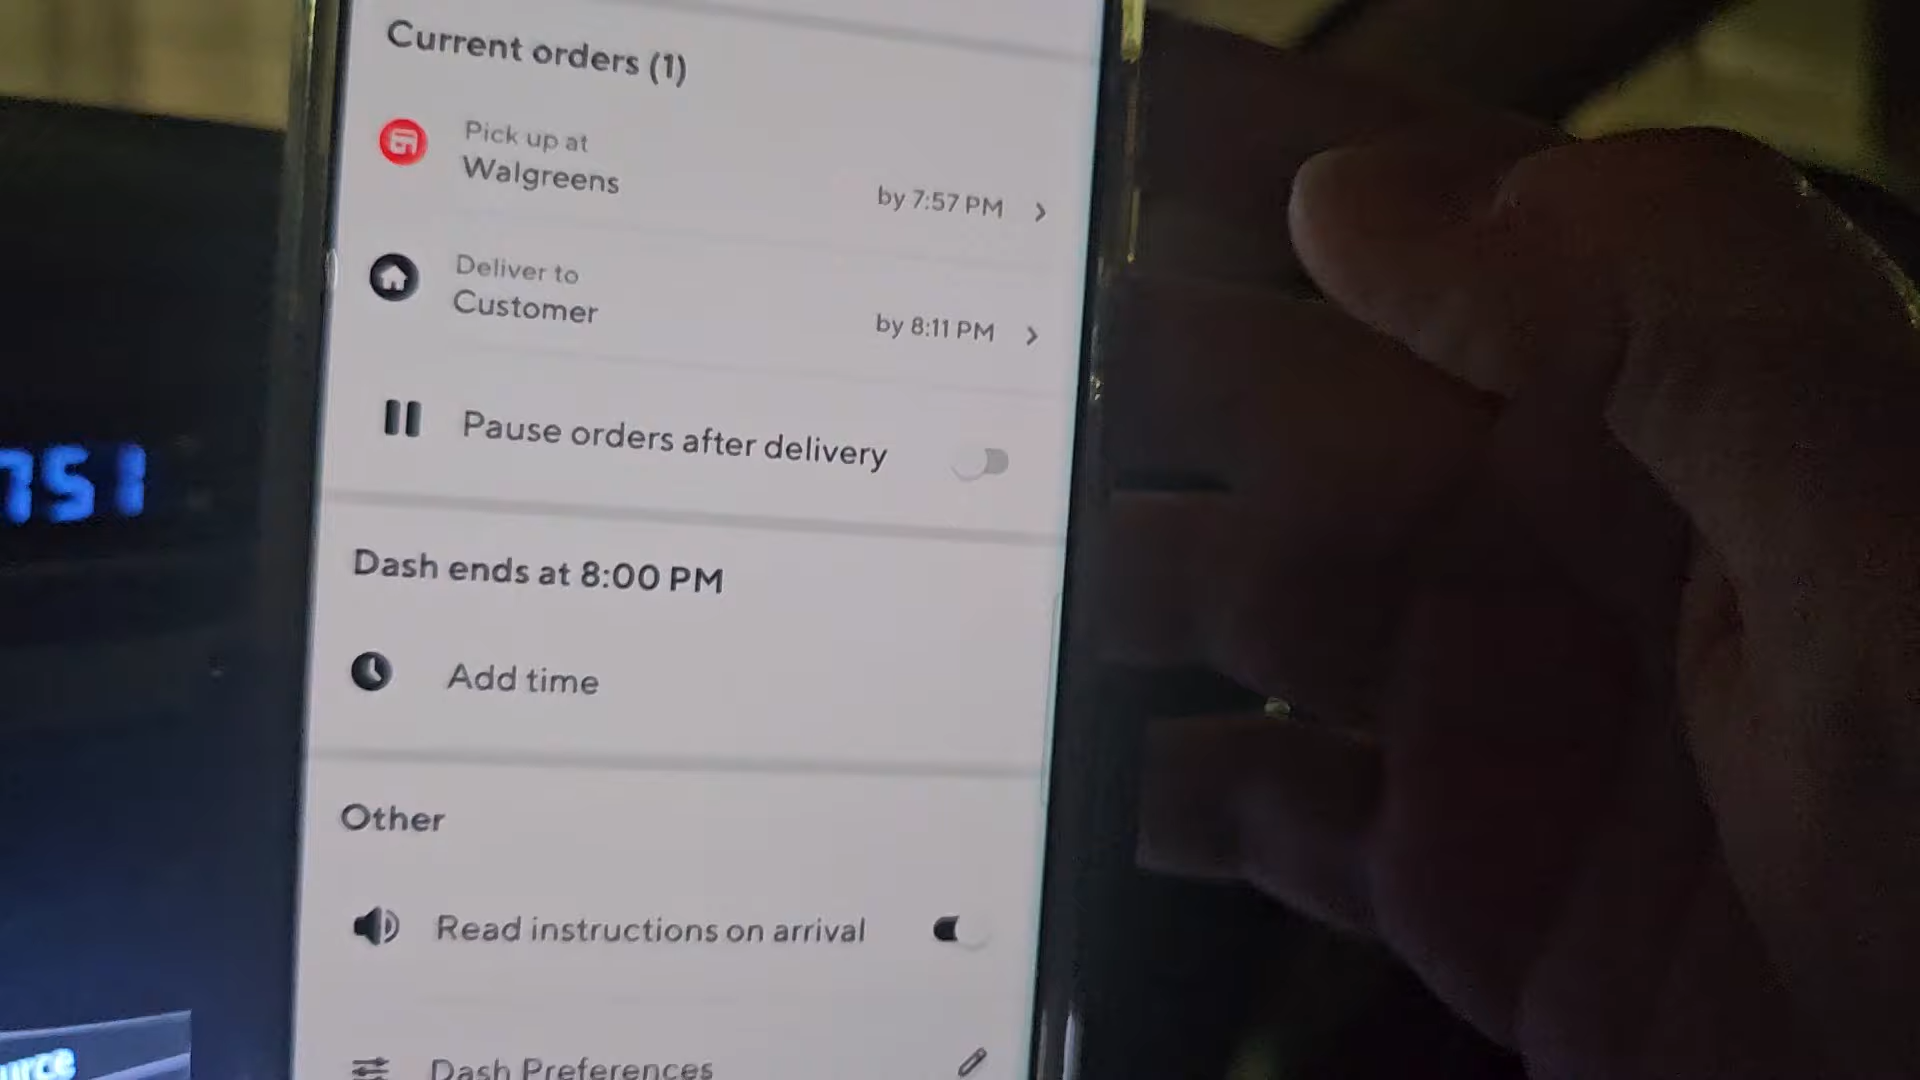 Current orders (1)
Pick up at
Walgreens
by 7:57 PM
Deliver to
Customer
by 8:11 PM
Pause orders after delivery
751
Dash ends at 8:00 PM
Add time
Other
Read instructions on arrival
Dash Preferences